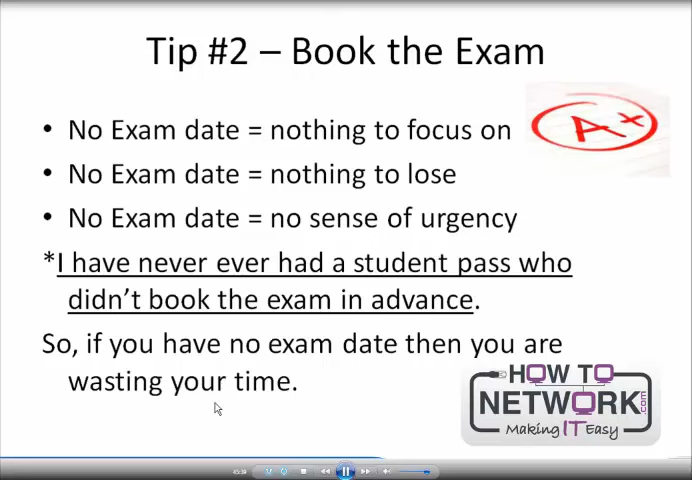 Tip #2 – Book the Exam
• No Exam date = nothing to focus on
A+
• No Exam date = nothing to lose
• No Exam date = no sense of urgency
*I have never ever had a student pass who
didn't book the exam in advance.
So, if you have no exam date then you are
wasting your time.
HOW TO
NETWORK.com
Making IT Easy